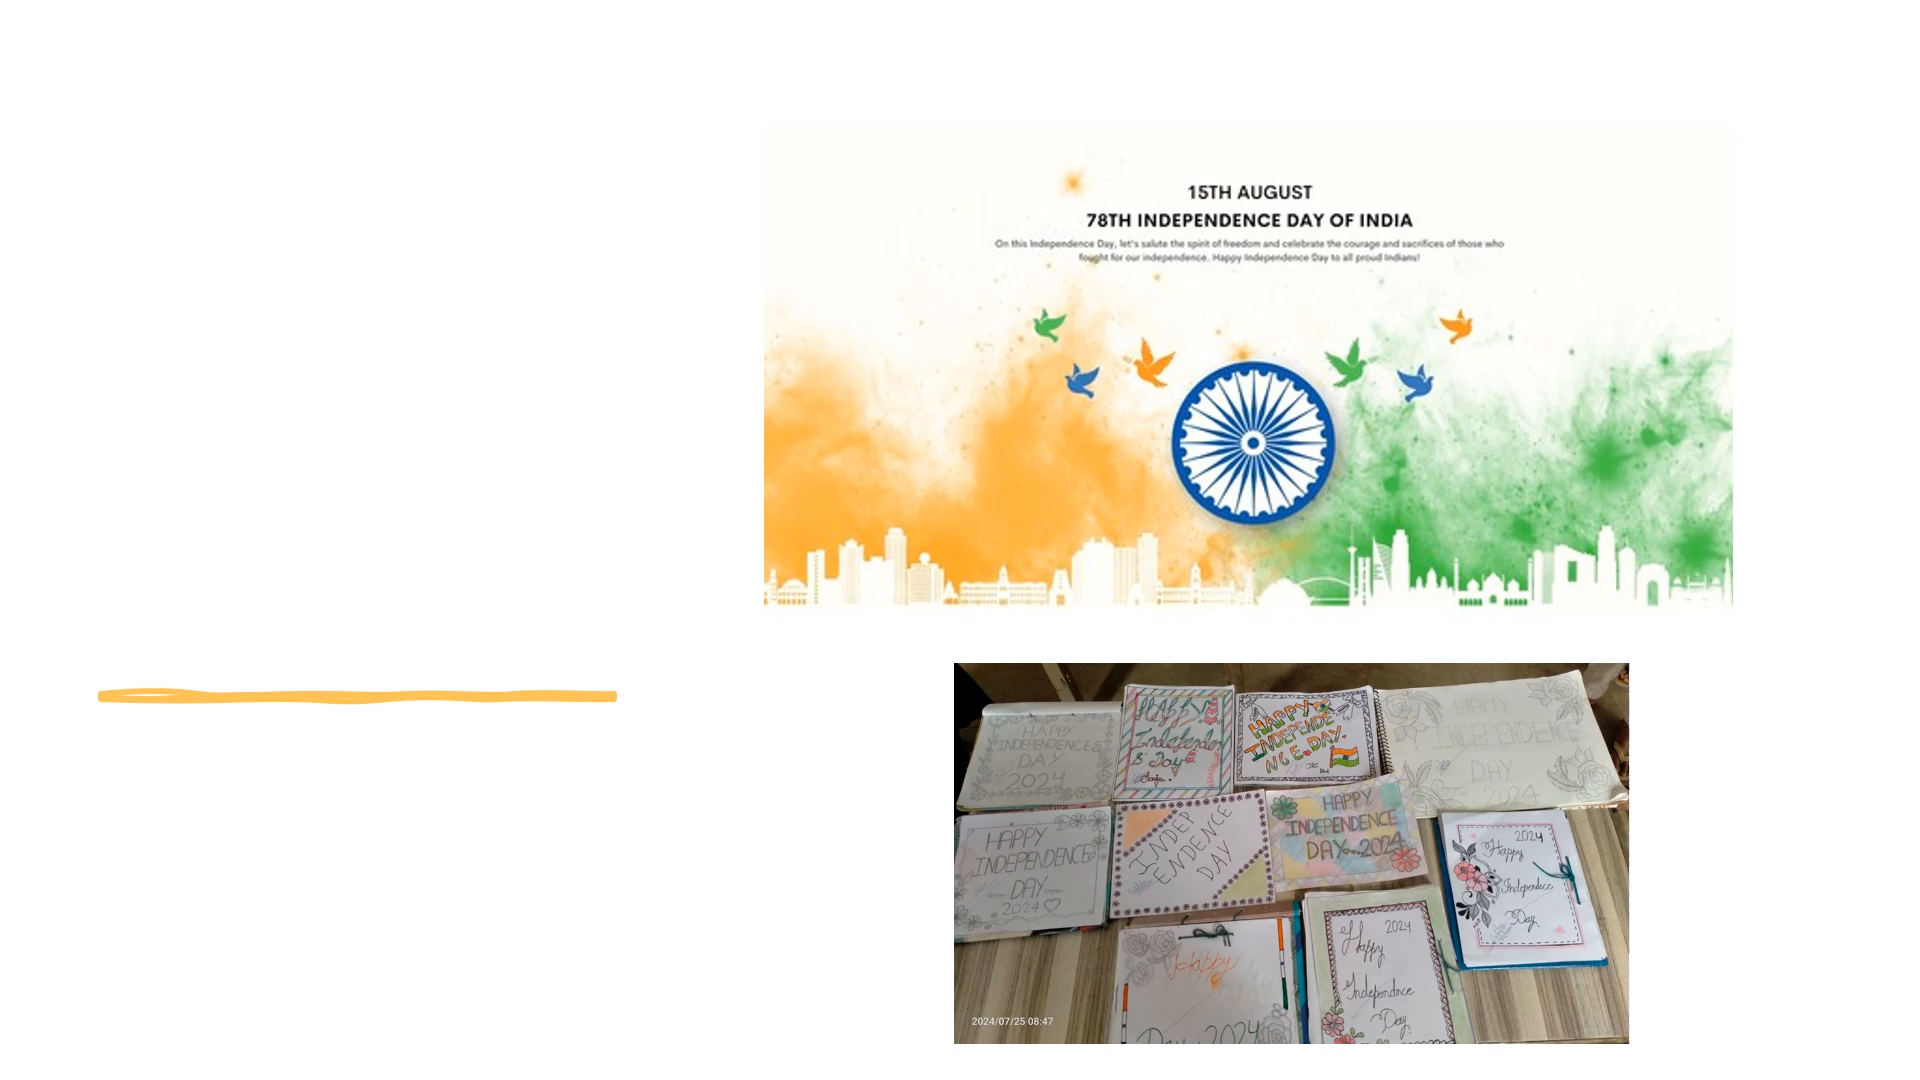 15TH AUGUST
78TH INDEPENDENCE DAY OF INDIA
On this Independence Day, let's salute the spirit of freedom and celebrate the courage and sacrifices of those who
fought for our independence. Happy Independence Day to all proud Indians!
HAPPY
INDEPENDENCE
DAY
2024
Happy
Independen
s Day
Sonia.
HAPPY
INDEPENDE
NCE DAY
HAPPY
INDEPENDENCE
DAY
2024
HAPPY
INDEPENDENCE
DAY
2024
INDEP
ENDENCE
DAY
HAPPY
INDEPENDENCE
DAY...2024
2024
Happy
Independece
Day
Happy
Day 2024
2024
Happy
Independnce
Day
2024/07/25 08:47